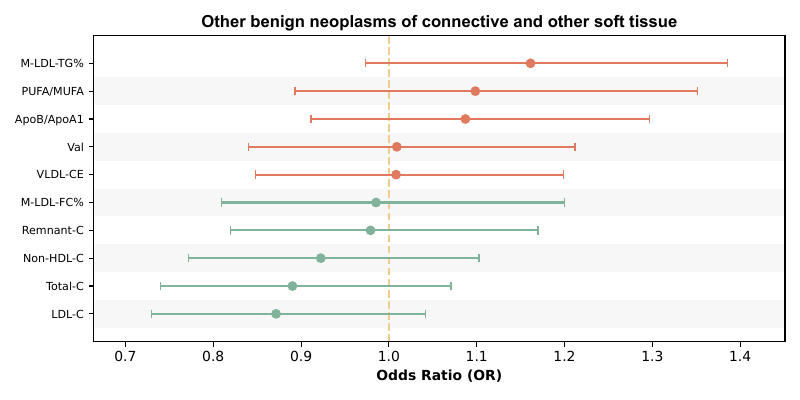 Other benign neoplasms of connective and other soft tissue
M-LDL-TG%
PUFA/MUFA
ApoB/ApoA1
Val
VLDL-CE
M-LDL-FC%
Remnant-C
Non-HDL-C
Total-C
LDL-C
0.7 0.8 0.9 1.0 1.1 1.2 1.3 1.4
Odds Ratio (OR)